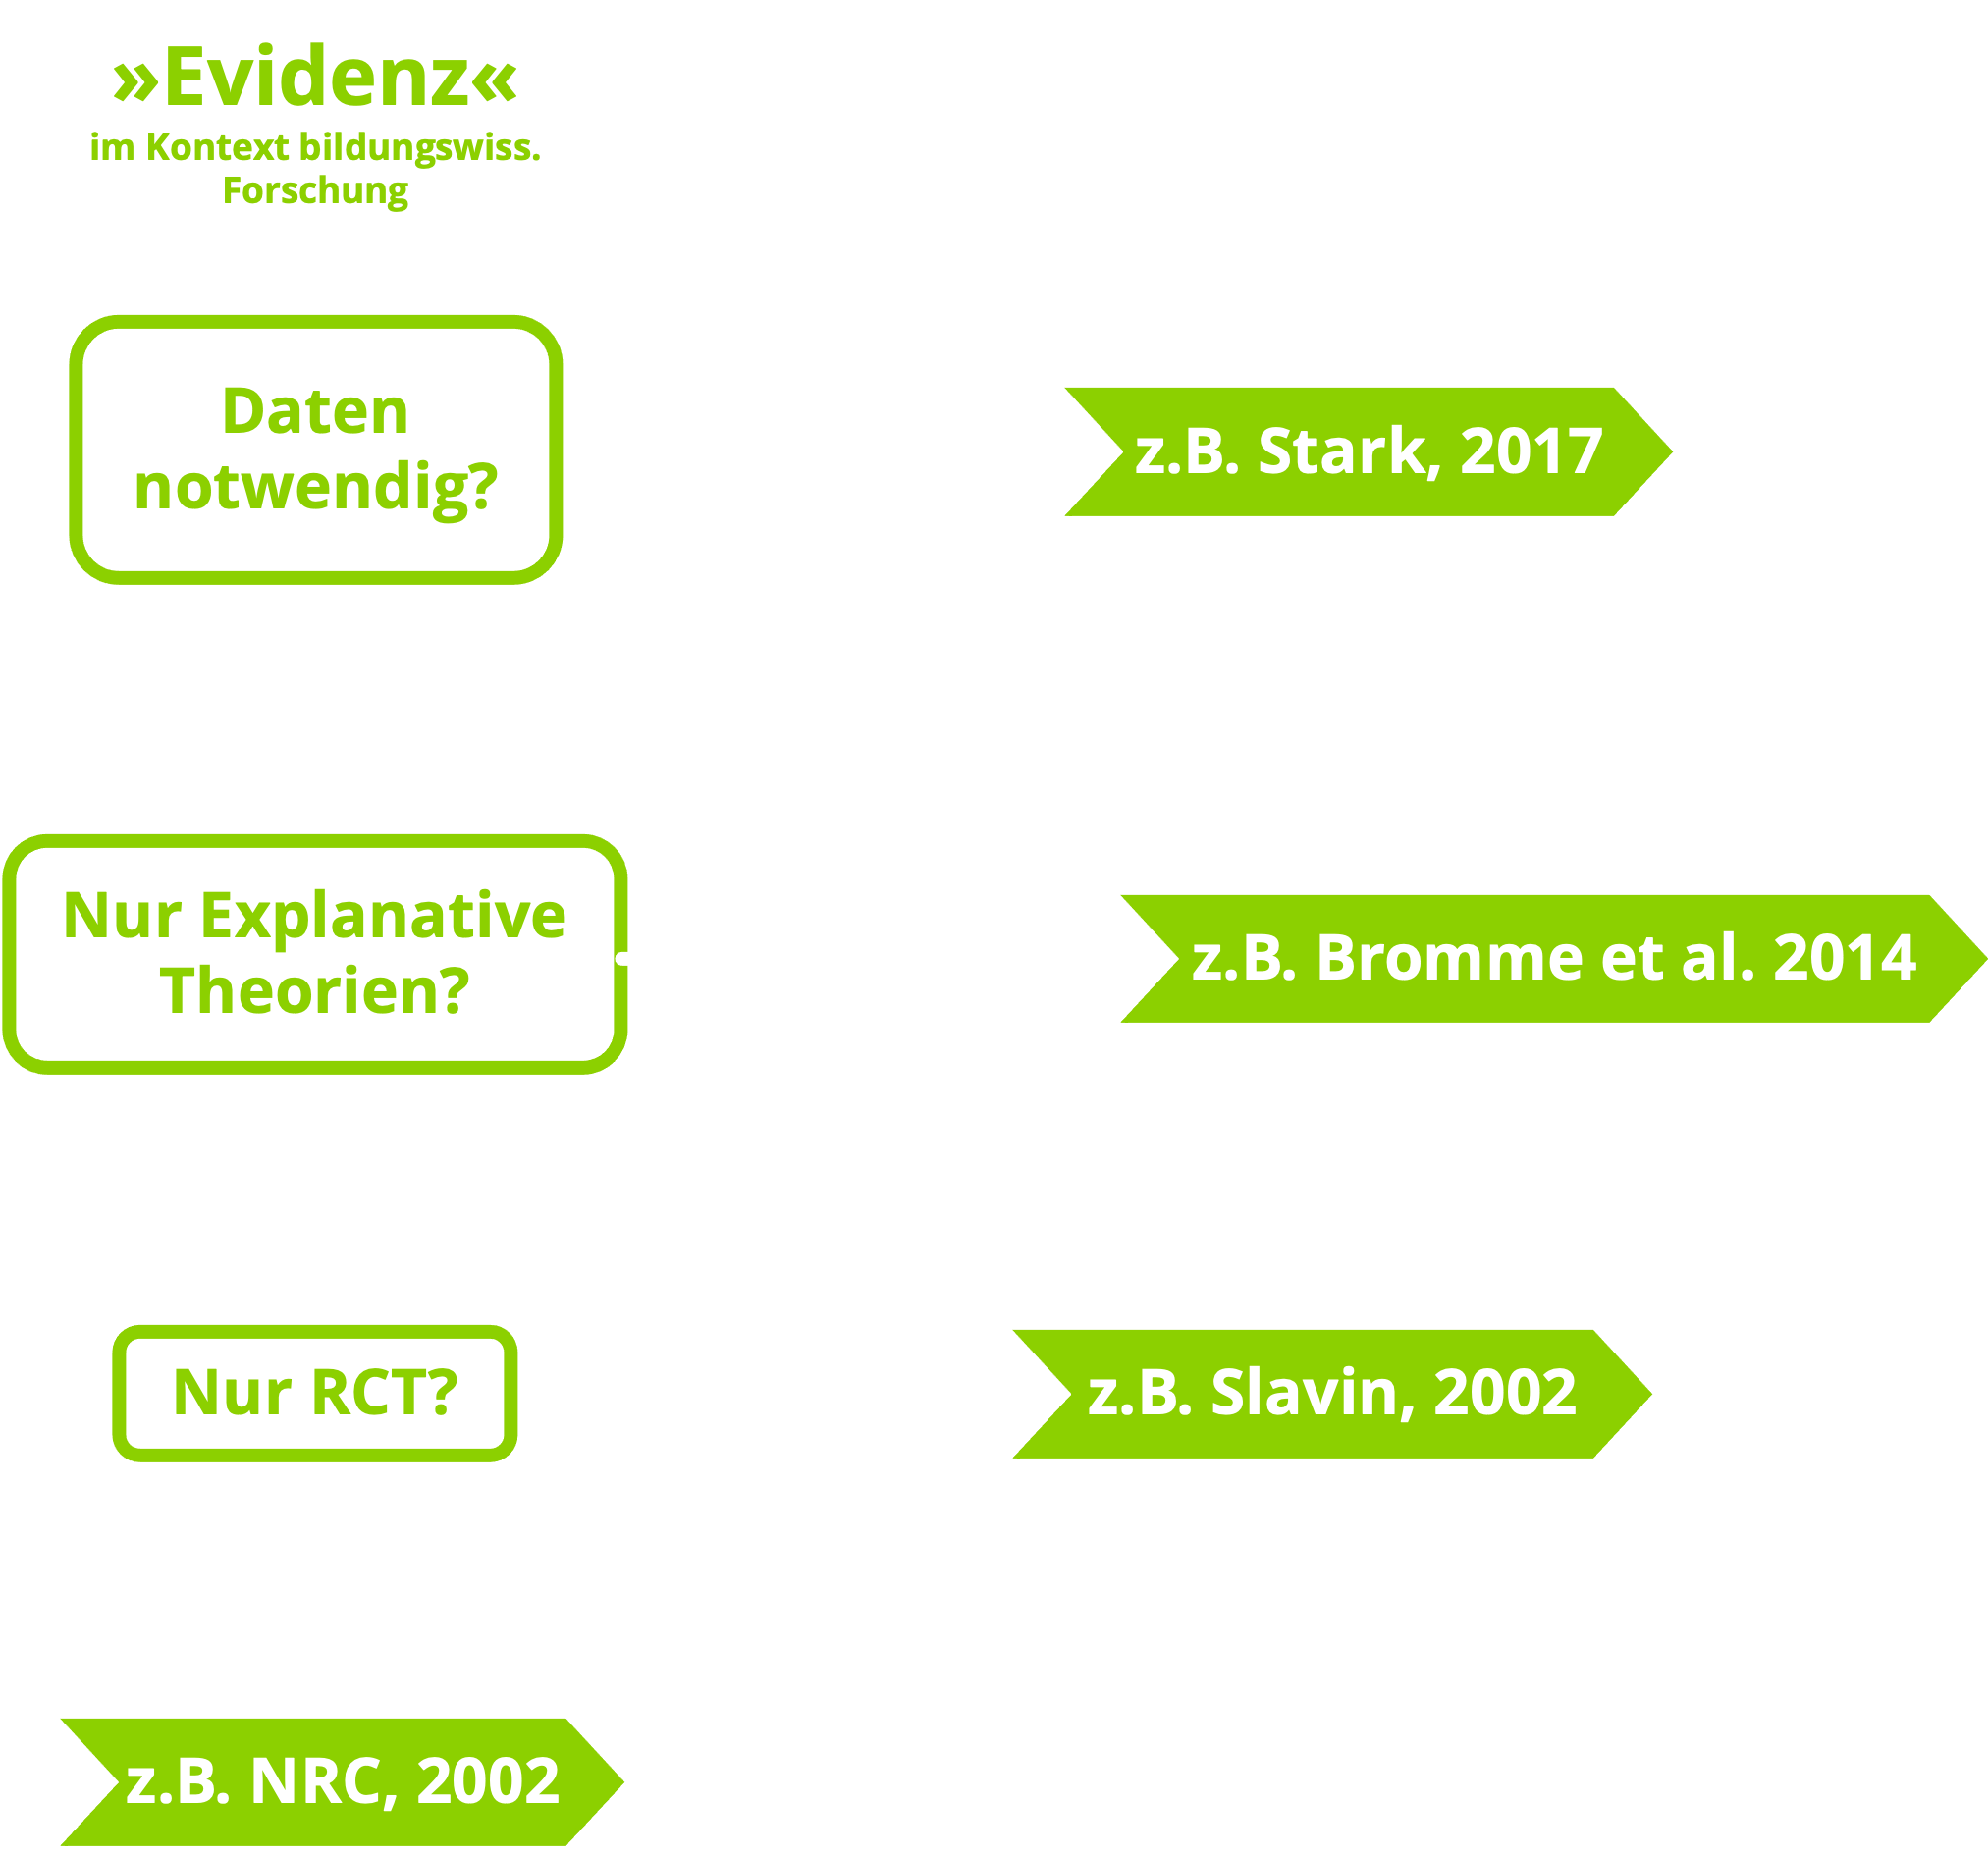 »Evidenz«
im Kontext bildungswiss.
Forschung
Daten
notwendig?
z.B. Stark, 2017
Nur Explanative
Theorien?
z.B. Bromme et al. 2014
Nur RCT?
z.B. Slavin, 2002
z.B. NRC, 2002